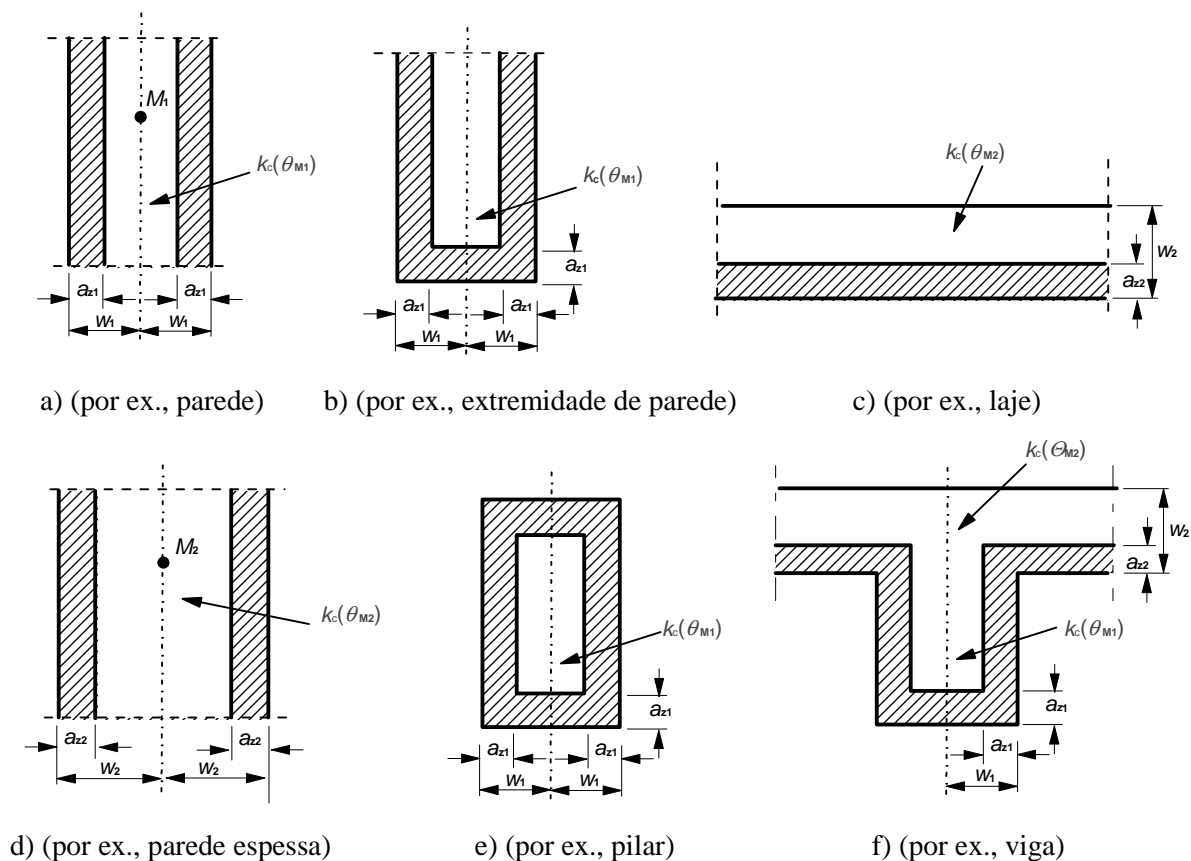 M1
kc(θM1)
az1
az1
w1
w1
a) (por ex., parede)
kc(θM1)
az1
az1
az1
w1
w1
b) (por ex., extremidade de parede)
kc(θM2)
w2
az2
c) (por ex., laje)
M2
kc(θM2)
az2
az2
w2
w2
d) (por ex., parede espessa)
kc(θM1)
az1
az1
az1
w1
w1
e) (por ex., pilar)
kc(ΘM2)
w2
az2
kc(θM1)
az1
az1
w1
f) (por ex., viga)